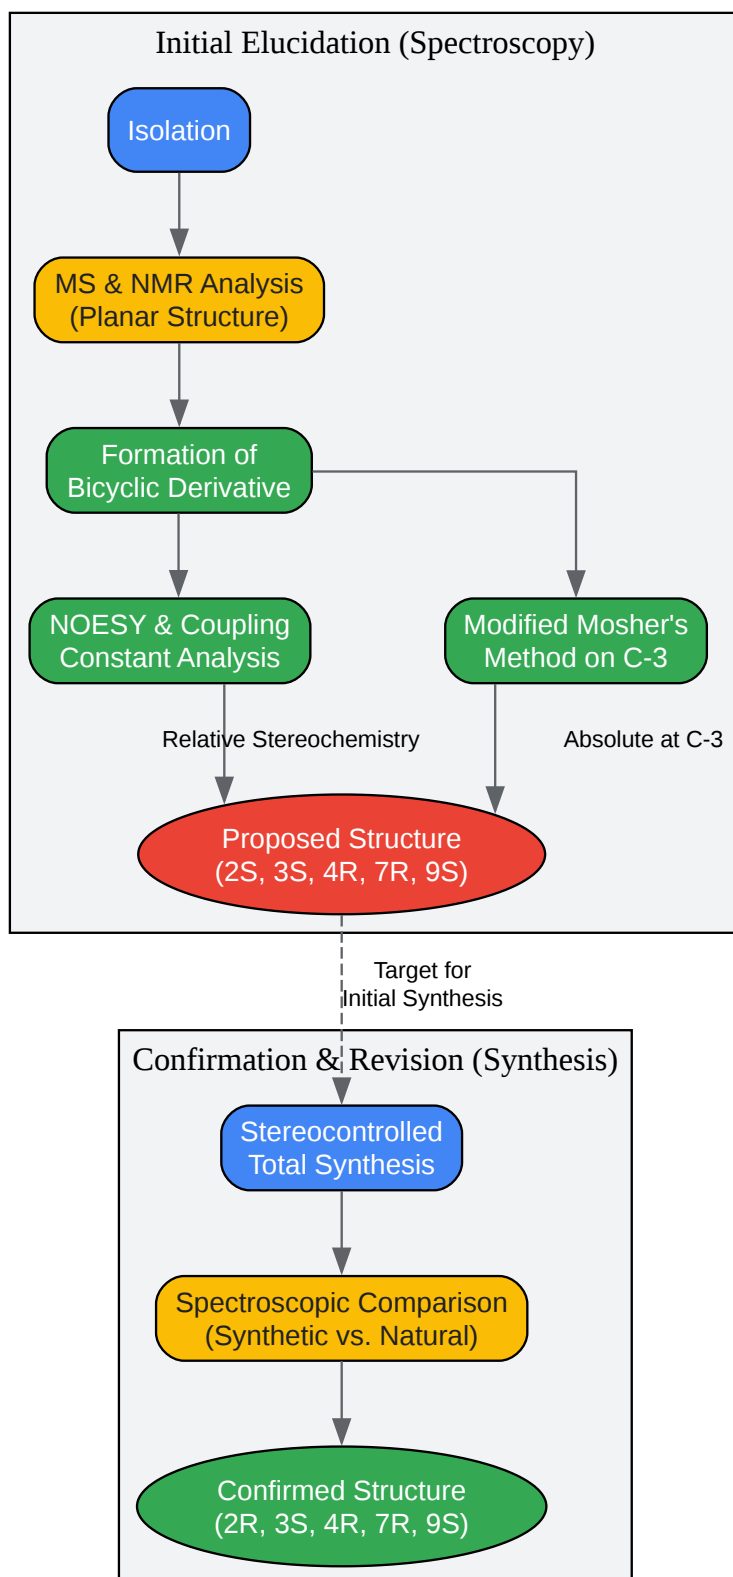 Initial Elucidation (Spectroscopy)
Isolation
MS & NMR Analysis
(Planar Structure)
Formation of
Bicyclic Derivative
NOESY & Coupling
Constant Analysis
Modified Mosher's
Method on C-3
Relative Stereochemistry
Absolute at C-3
Proposed Structure
(2S, 3S, 4R, 7R, 9S)
Target for
Initial Synthesis
Confirmation & Revision (Synthesis)
Stereocontrolled
Total Synthesis
Spectroscopic Comparison
(Synthetic vs. Natural)
Confirmed Structure
(2R, 3S, 4R, 7R, 9S)